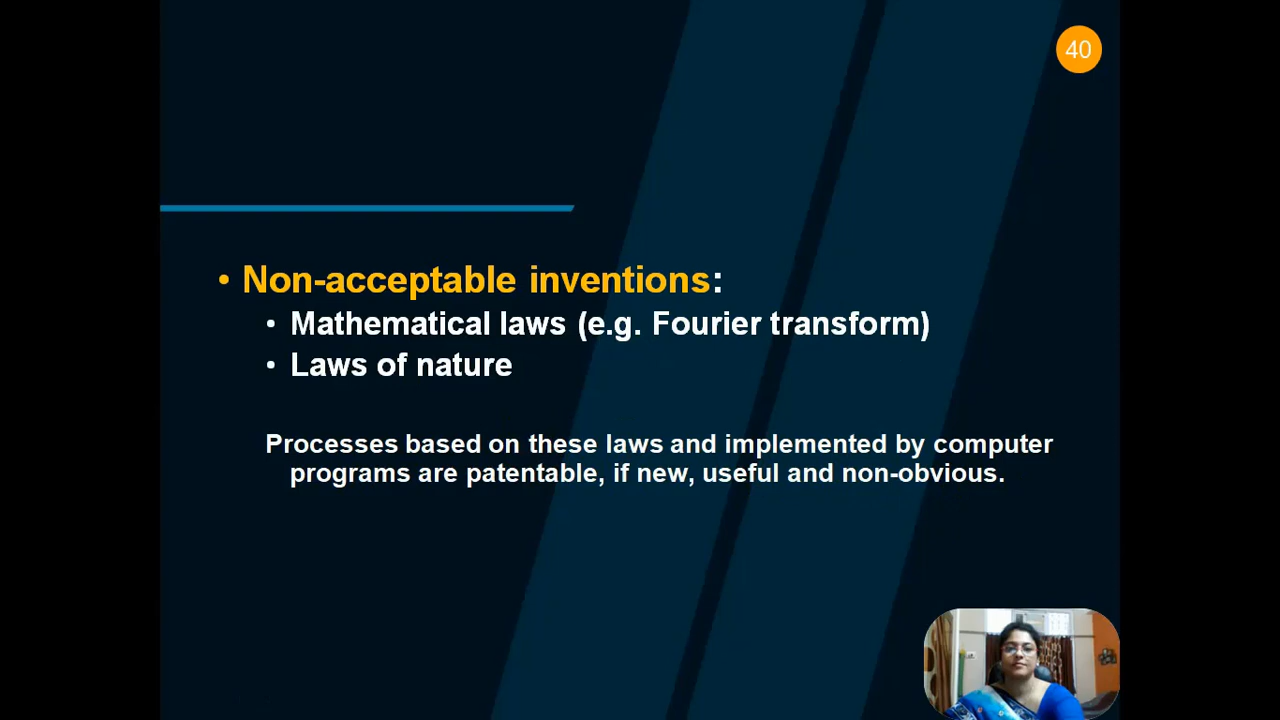 40
• Non-acceptable inventions:
• Mathematical laws (e.g. Fourier transform)
• Laws of nature
Processes based on these laws and implemented by computer
programs are patentable, if new, useful and non-obvious.